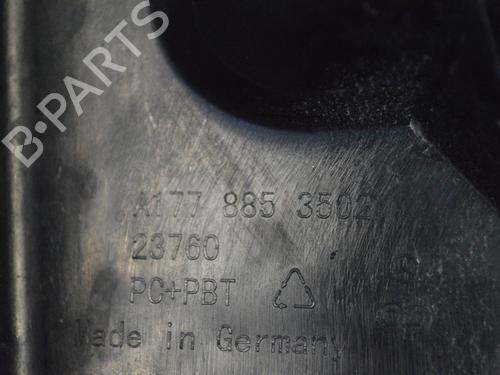 B-PARTS
A177 885 3502
23760
PC+PBT
Made in Germany